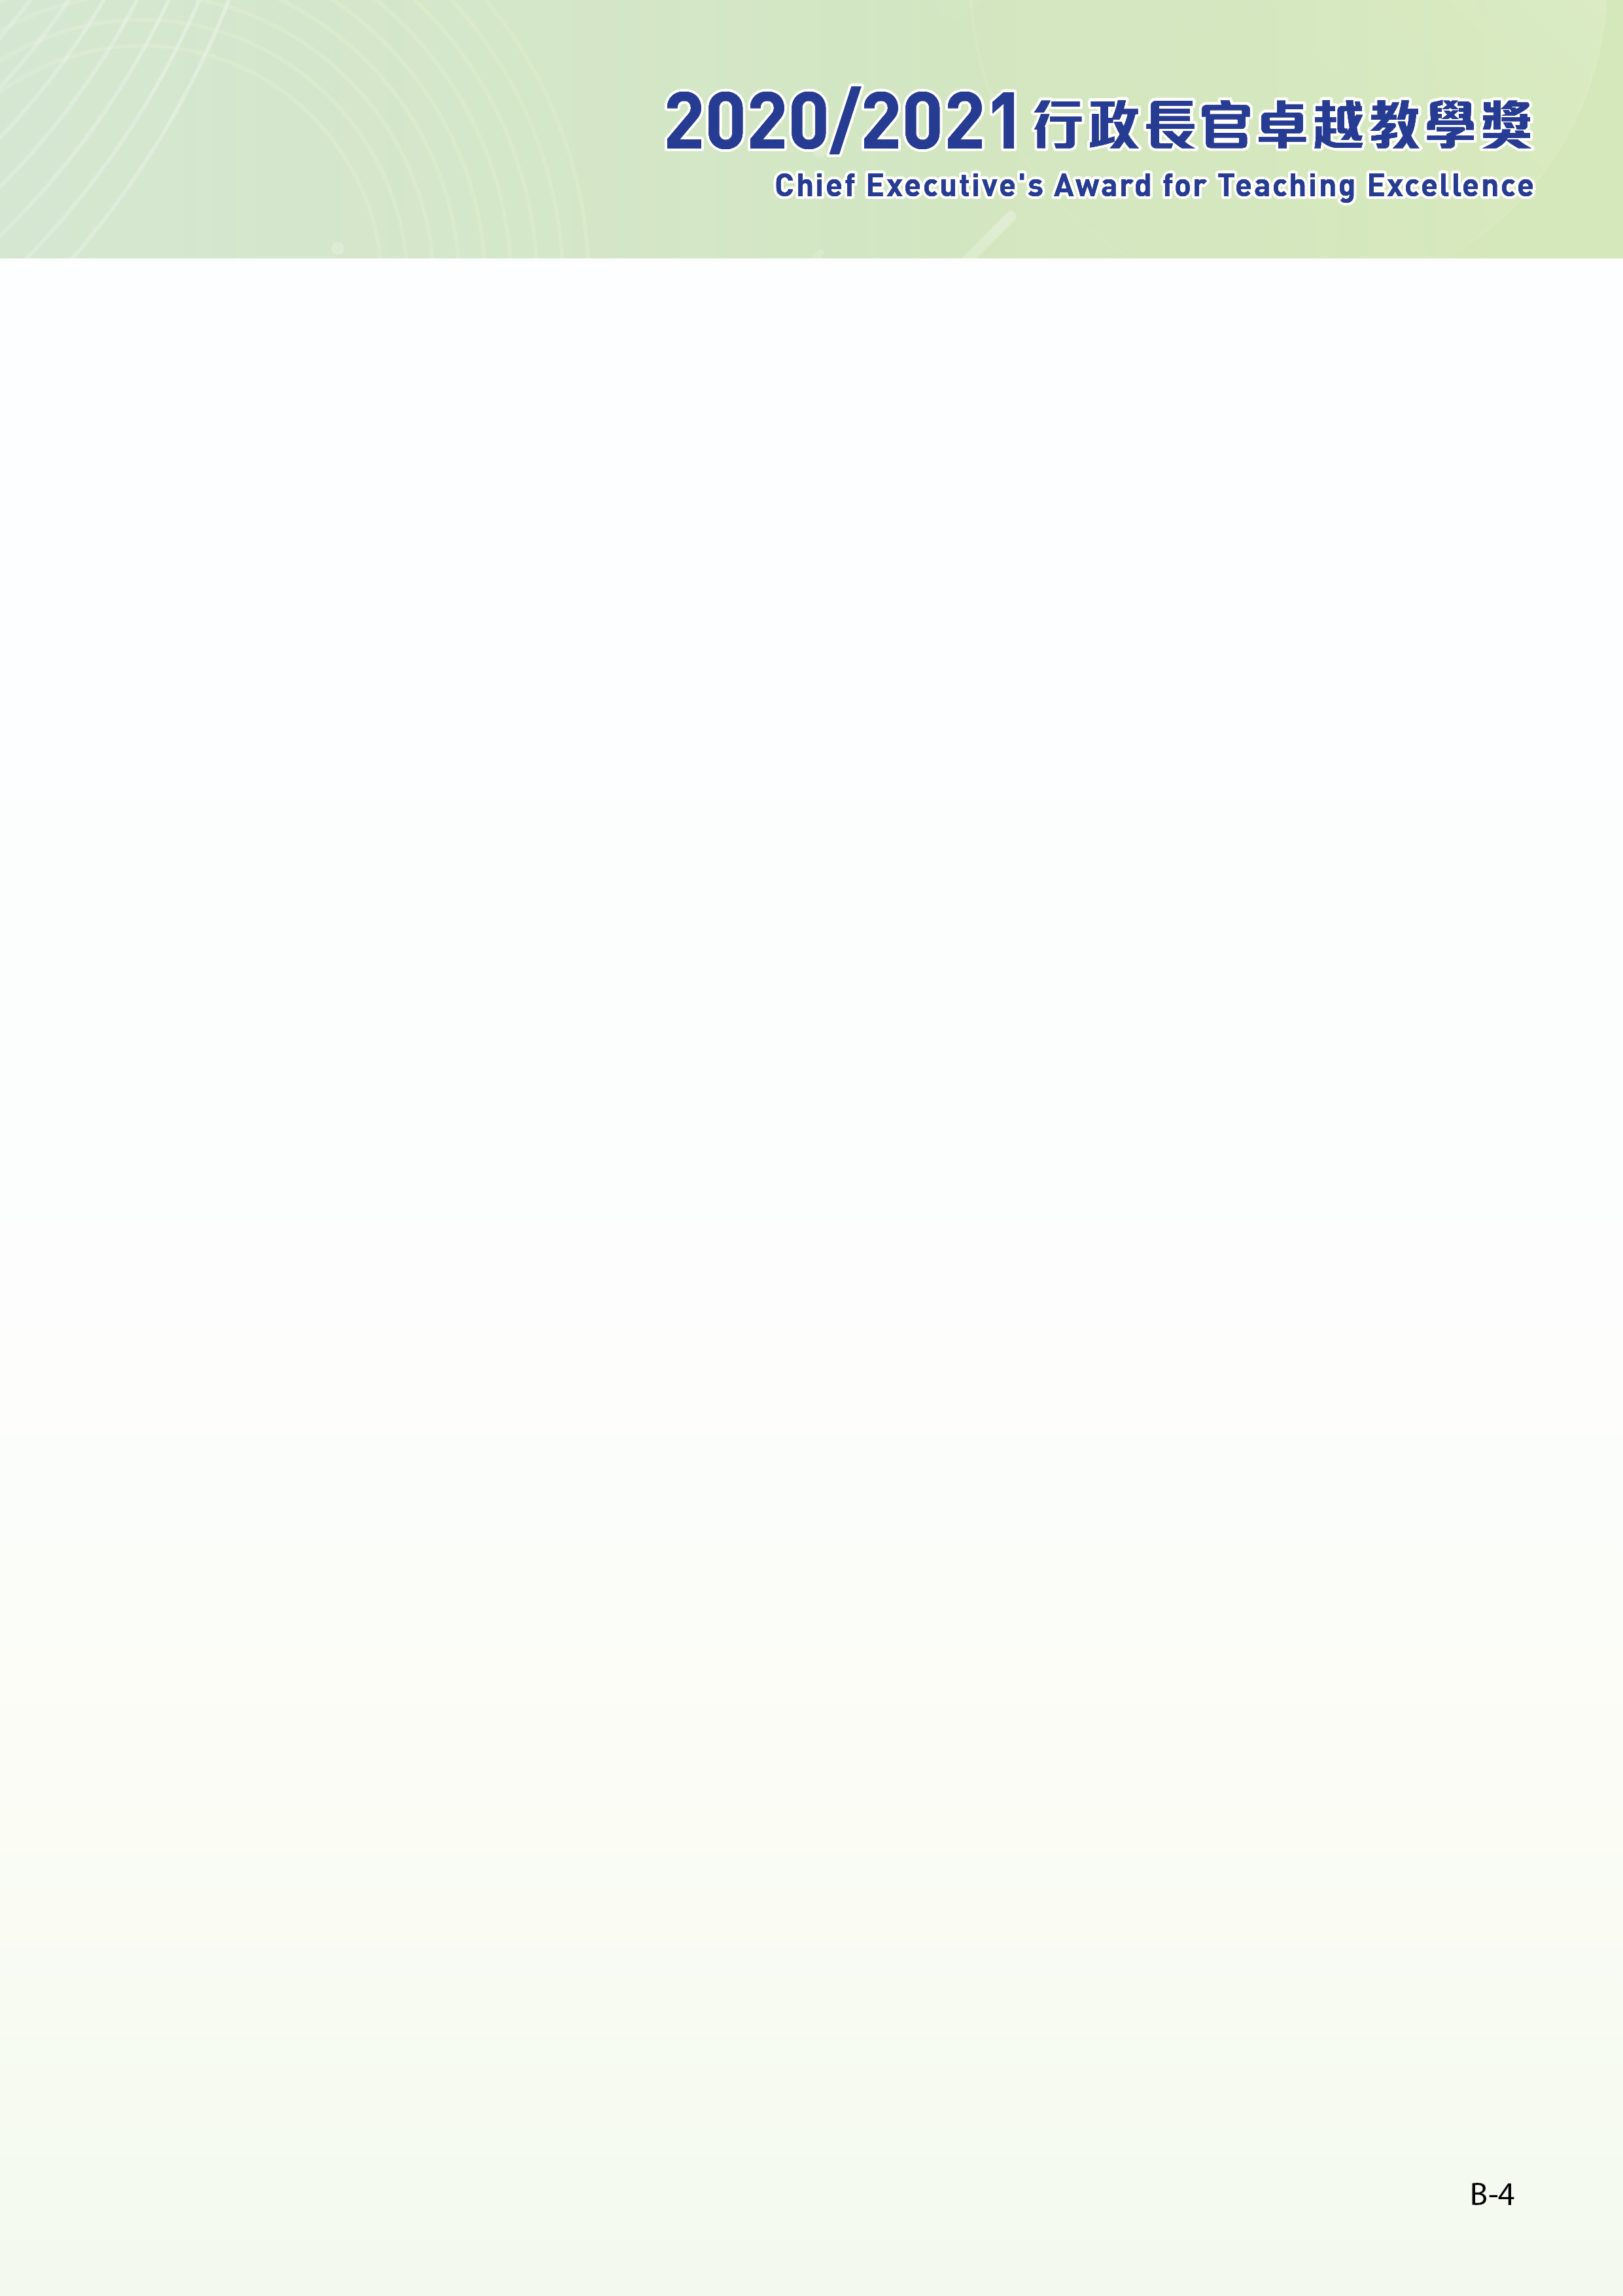 2020/2021 行政長官卓越教學獎
Chief Executive's Award for Teaching Excellence
B-4